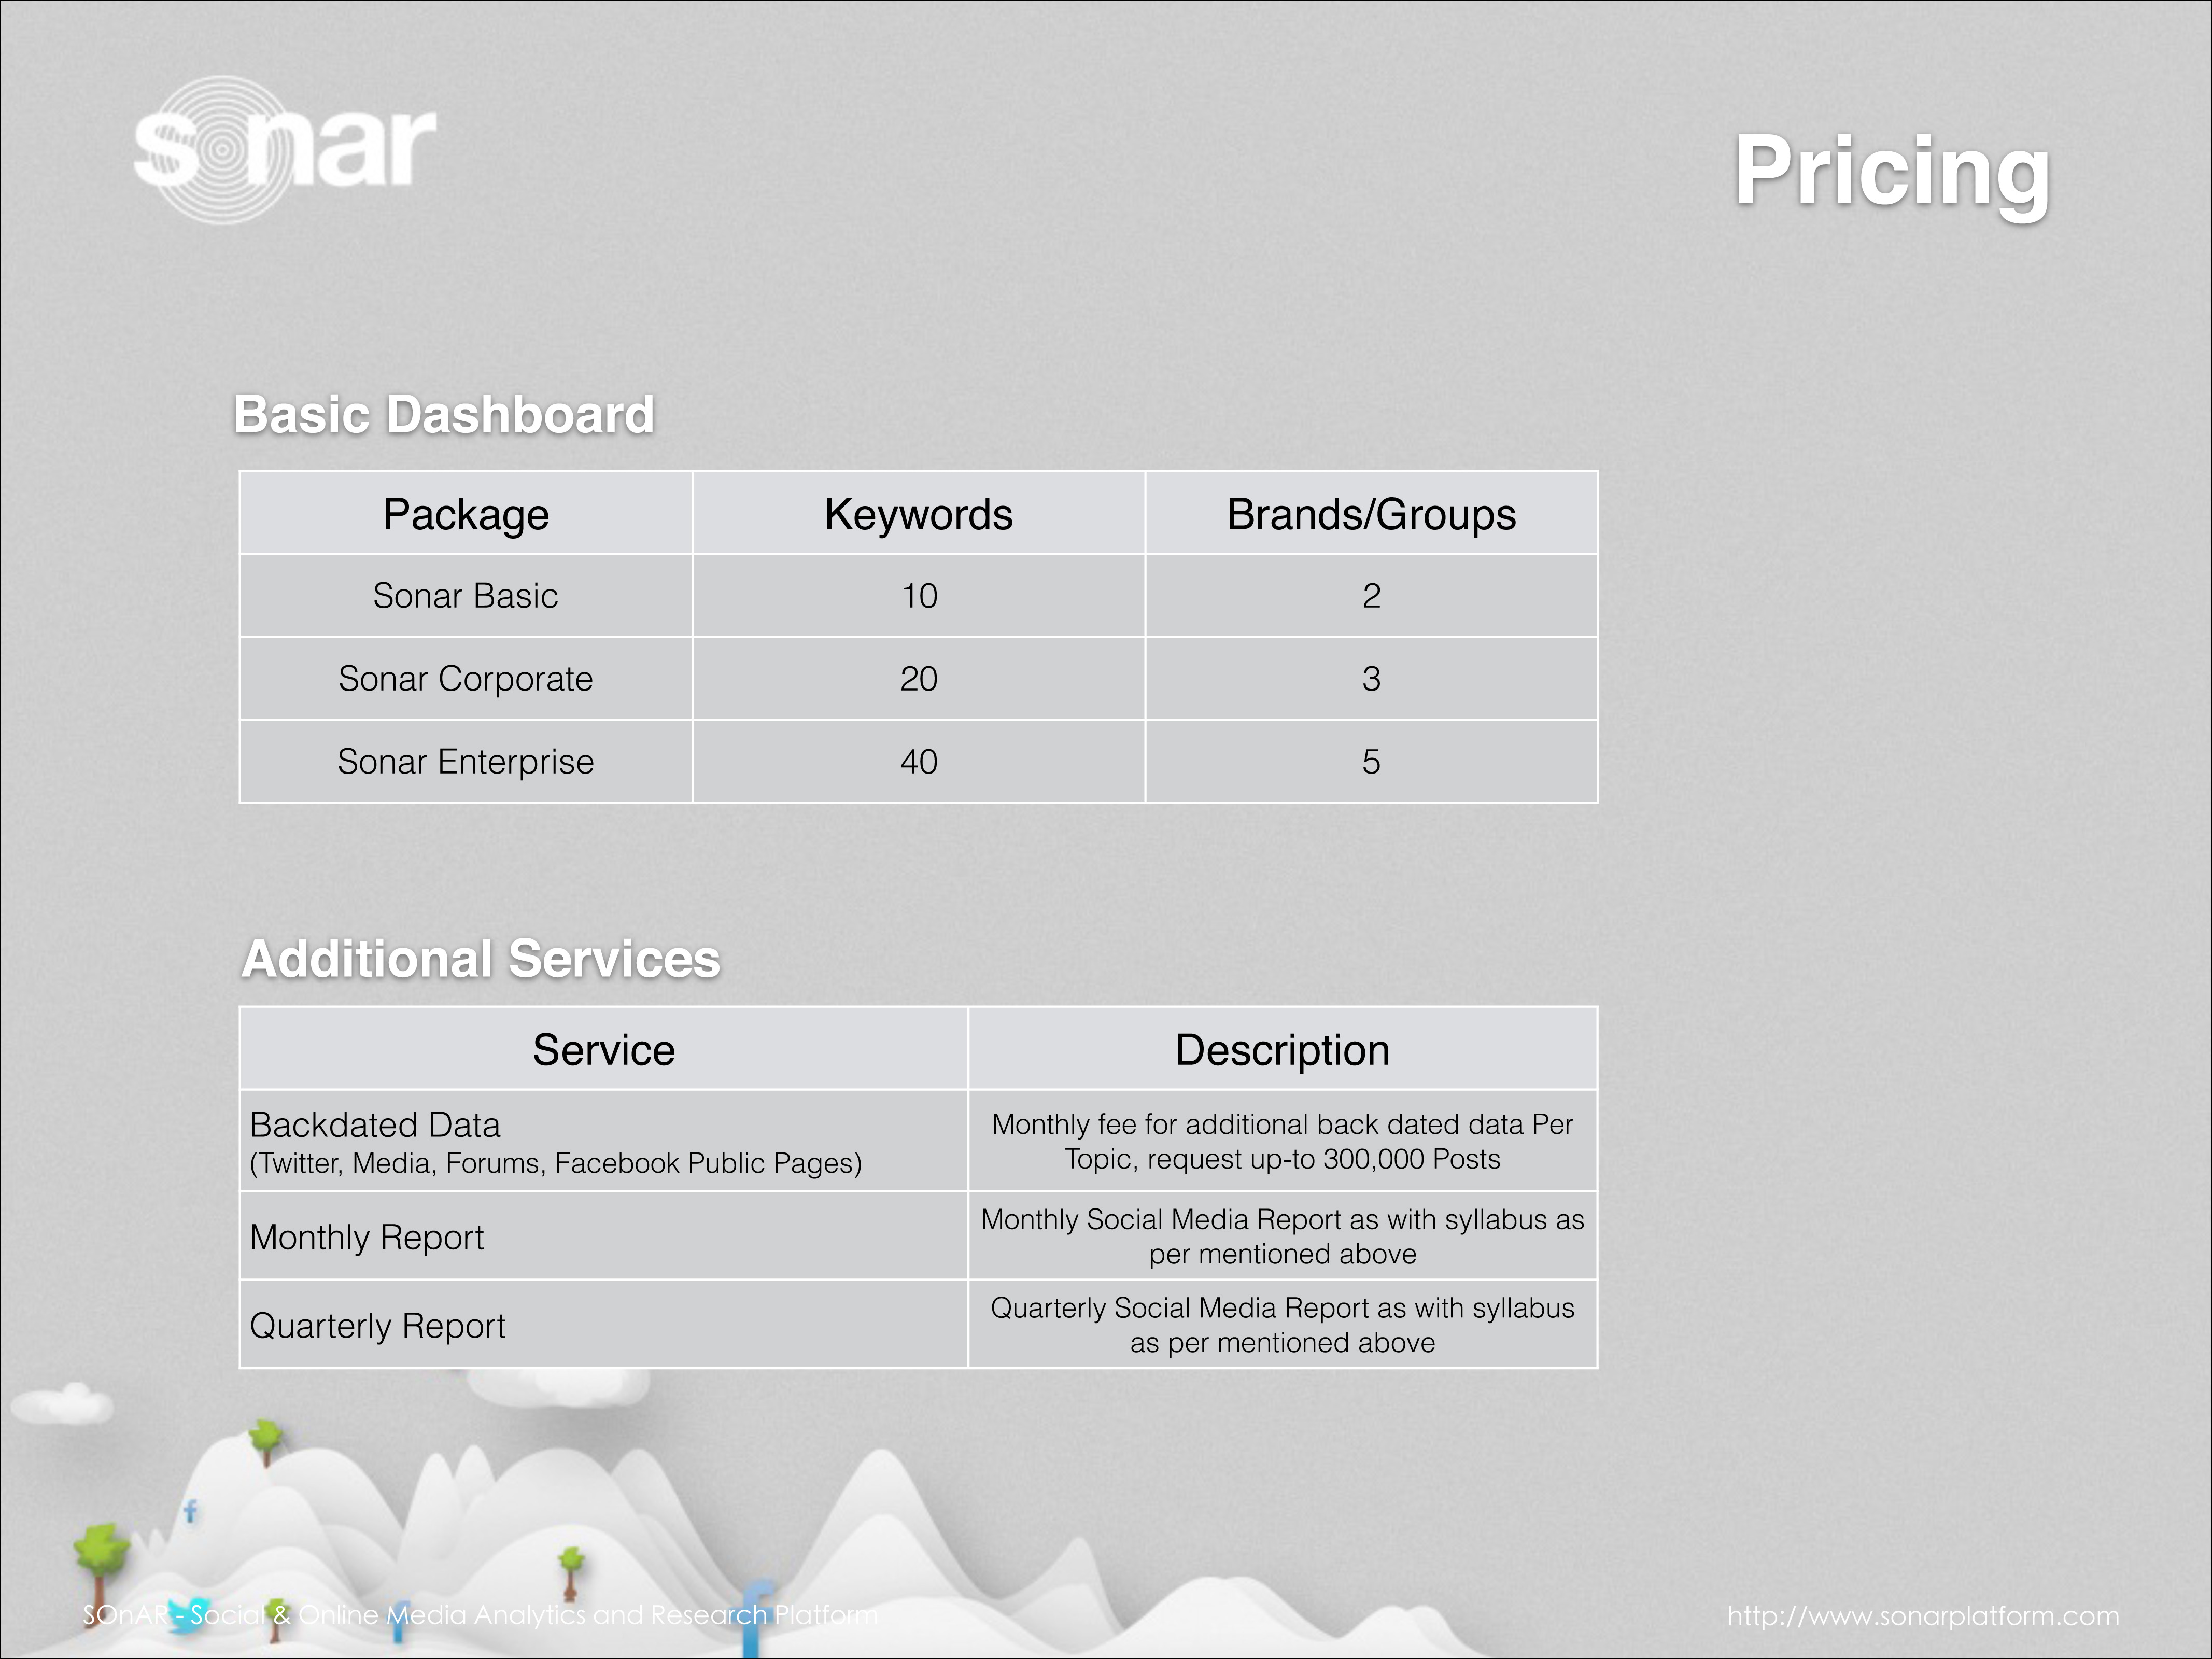 sonar
Pricing
Basic Dashboard
Package Keywords Brands/Groups
Sonar Basic 10 2
Sonar Corporate 20 3
Sonar Enterprise 40 5
Additional Services
Service Description
Backdated Data
(Twitter, Media, Forums, Facebook Public Pages)
Monthly fee for additional back dated data Per
Topic, request up-to 300,000 Posts
Monthly Report
Monthly Social Media Report as with syllabus as
per mentioned above
Quarterly Report
Quarterly Social Media Report as with syllabus
as per mentioned above
SOnAR - Social & Online Media Analytics and Research Platform
http://www.sonarplatform.com